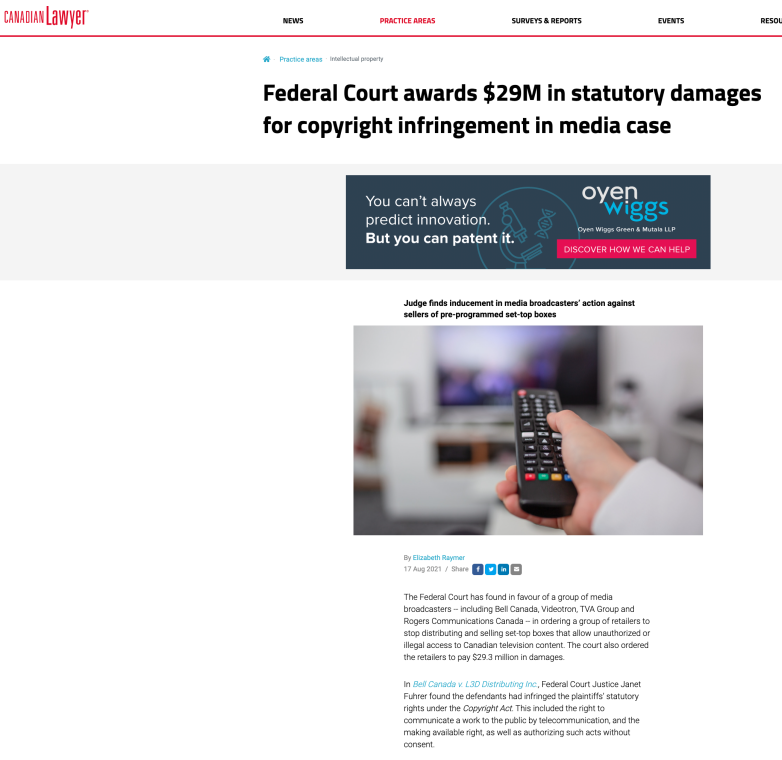 CANADIAN Lawyer
NEWS PRACTICE AREAS SURVEYS & REPORTS EVENTS RESOU
Practice areas Intellectual property
Federal Court awards $29M in statutory damages
for copyright infringement in media case
You can't always
predict innovation.
But you can patent it.
oyen
wiggs
Oyen Wiggs Green & Mutala LLP
DISCOVER HOW WE CAN HELP
Judge finds inducement in media broadcasters' action against
sellers of pre-programmed set-top boxes
By Elizabeth Raymer
17 Aug 2021 / Share
The Federal Court has found in favour of a group of media
broadcasters -- including Bell Canada, Videotron, TVA Group and
Rogers Communications Canada -- in ordering a group of retailers to
stop distributing and selling set-top boxes that allow unauthorized or
illegal access to Canadian television content. The court also ordered
the retailers to pay $29.3 million in damages.
In Bell Canada v. L3D Distributing Inc., Federal Court Justice Janet
Fuhrer found the defendants had infringed the plaintiffs' statutory
rights under the Copyright Act. This included the right to
communicate a work to the public by telecommunication, and the
making available right, as well as authorizing such acts without
consent.